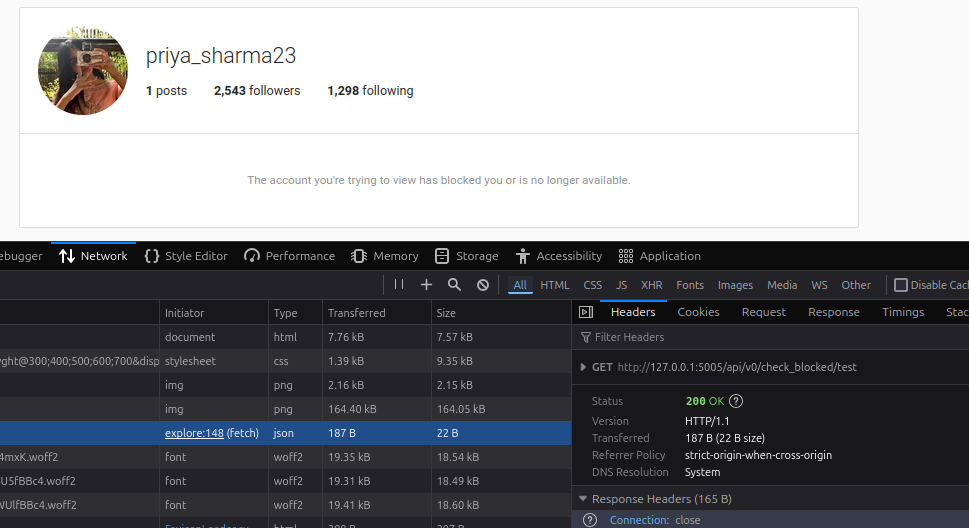 priya_sharma23
1 posts 2,543 followers 1,298 following
The account you're trying to view has blocked you or is no longer available.
ebugger Network {} Style Editor Performance Memory Storage Accessibility Application
All HTML CSS JS XHR Fonts Images Media WS Other Disable Cach
Initiator Type Transferred Size Headers Cookies Request Response Timings Stac
document html 7.76 kB 7.57 kB Filter Headers
yght@300;400;500;600;700&disp stylesheet css 1.39 kB 9.35 kB
img png 2.16 kB 2.15 kB GET http://127.0.0.1:5005/api/v0/check_blocked/test
img png 164.40 kB 164.05 kB Status 200 OK
explore:148 (fetch) json 187 B 22 B Version HTTP/1.1
Transferred 187 B (22 B size)
4mxK.woff2 font woff2 19.35 kB 18.54 kB Referrer Policy strict-origin-when-cross-origin
U5fBBc4.woff2 font woff2 19.31 kB 18.49 kB DNS Resolution System
WUlfBBc4.woff2 font woff2 19.41 kB 18.60 kB Response Headers (165 B)
Connection: close